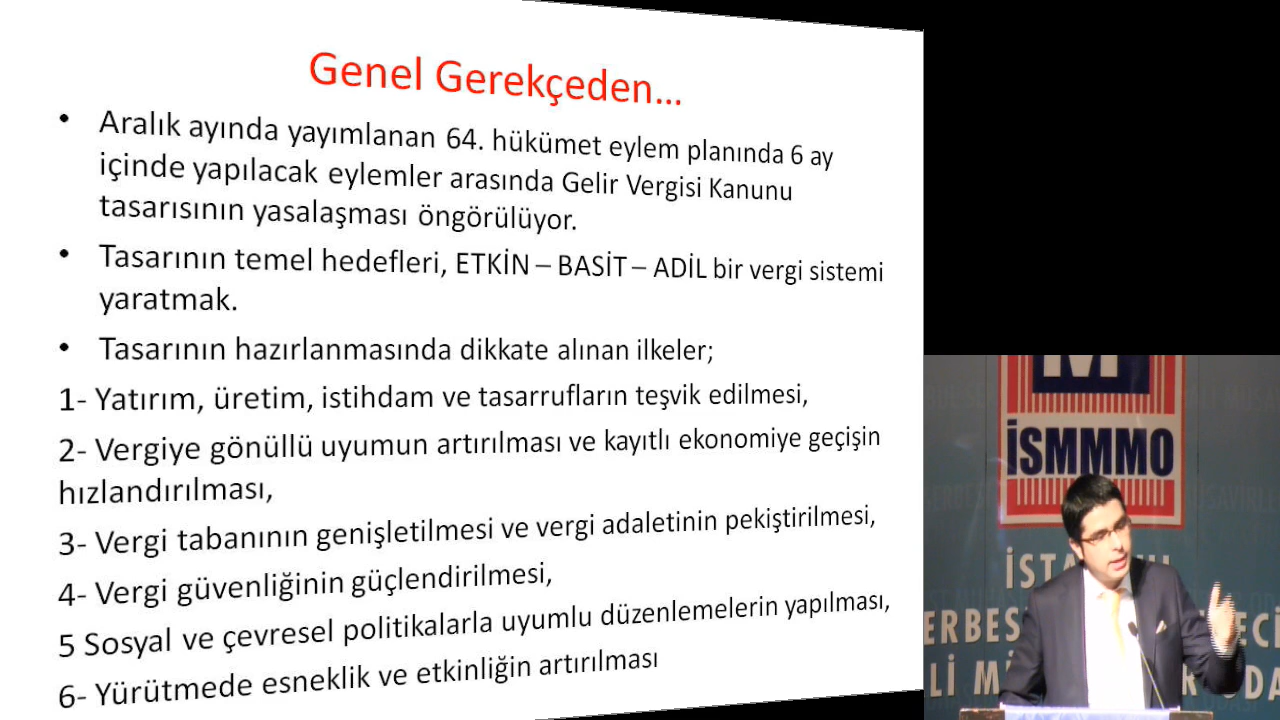 Genel Gerekçeden...
• Aralık ayında yayımlanan 64. hükümet eylem planında 6 ay
içinde yapılacak eylemler arasında Gelir Vergisi Kanunu
tasarısının yasalaşması öngörülüyor.
• Tasarının temel hedefleri, ETKİN – BASİT – ADİL bir vergi sistemi
yaratmak.
• Tasarının hazırlanmasında dikkate alınan ilkeler;
1- Yatırım, üretim, istihdam ve tasarrufların teşvik edilmesi,
2- Vergiye gönüllü uyumun artırılması ve kayıtlı ekonomiye geçişin
hızlandırılması,
3- Vergi tabanının genişletilmesi ve vergi adaletinin pekiştirilmesi,
4- Vergi güvenliğinin güçlendirilmesi,
5 Sosyal ve çevresel politikalarla uyumlu düzenlemelerin yapılması,
6- Yürütmede esneklik ve etkinliğin artırılması
İSMMMO